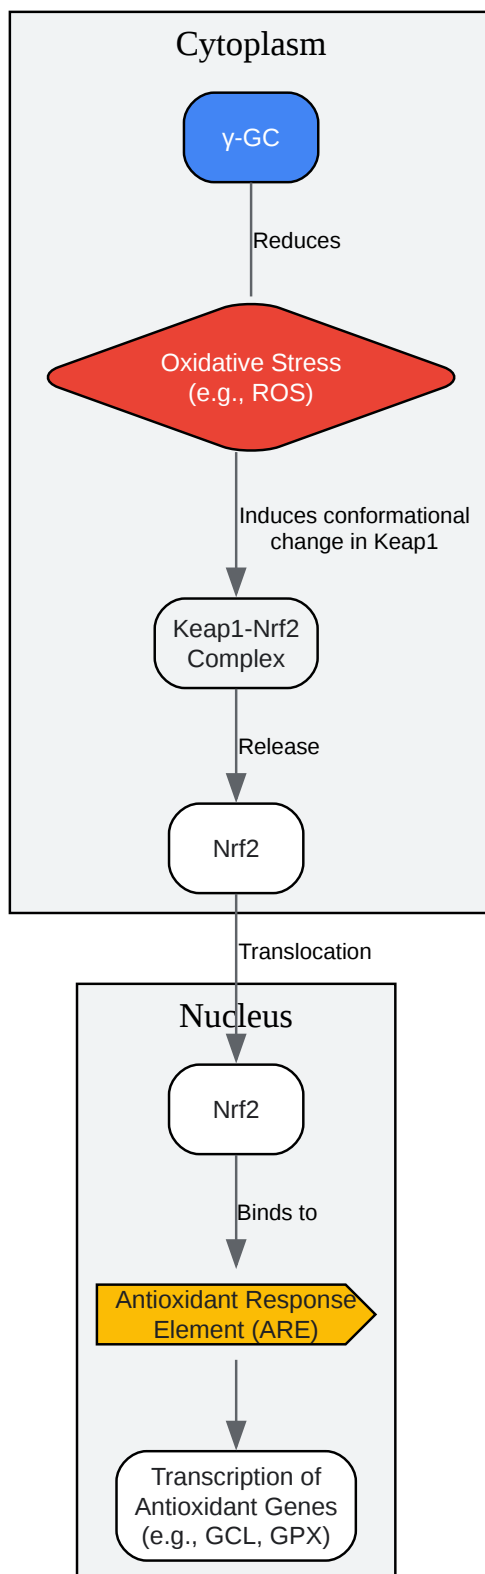 Cytoplasm
γ-GC
Reduces
Oxidative Stress
(e.g., ROS)
Induces conformational
change in Keap1
Keap1-Nrf2
Complex
Release
Nrf2
Translocation
Nucleus
Nrf2
Binds to
Antioxidant Response
Element (ARE)
Transcription of
Antioxidant Genes
(e.g., GCL, GPX)